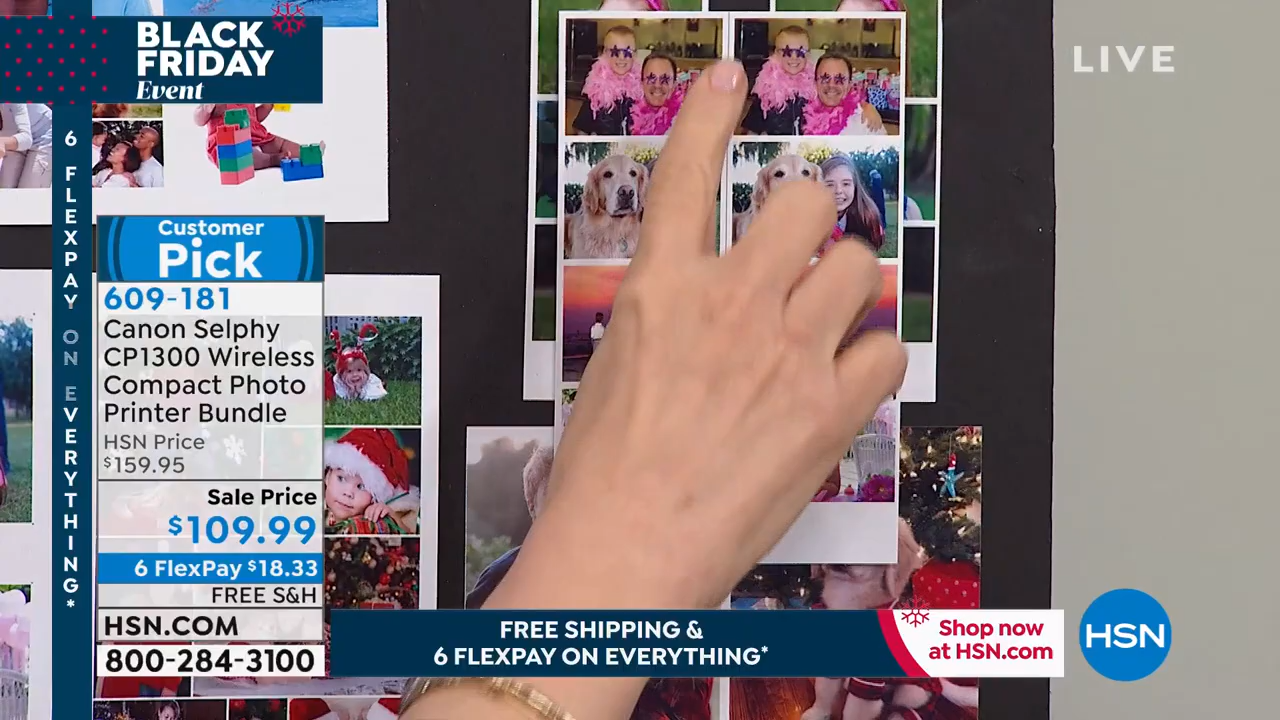 BLACK
FRIDAY
Event
LIVE
6 FLEXPAY ON EVERYTHING*
Customer
Pick
609-181
Canon Selphy
CP1300 Wireless
Compact Photo
Printer Bundle
HSN Price
$159.95
Sale Price
$109.99
6 FlexPay $18.33
FREE S&H
HSN.COM
800-284-3100
FREE SHIPPING &
6 FLEXPAY ON EVERYTHING*
Shop now
at HSN.com
HSN